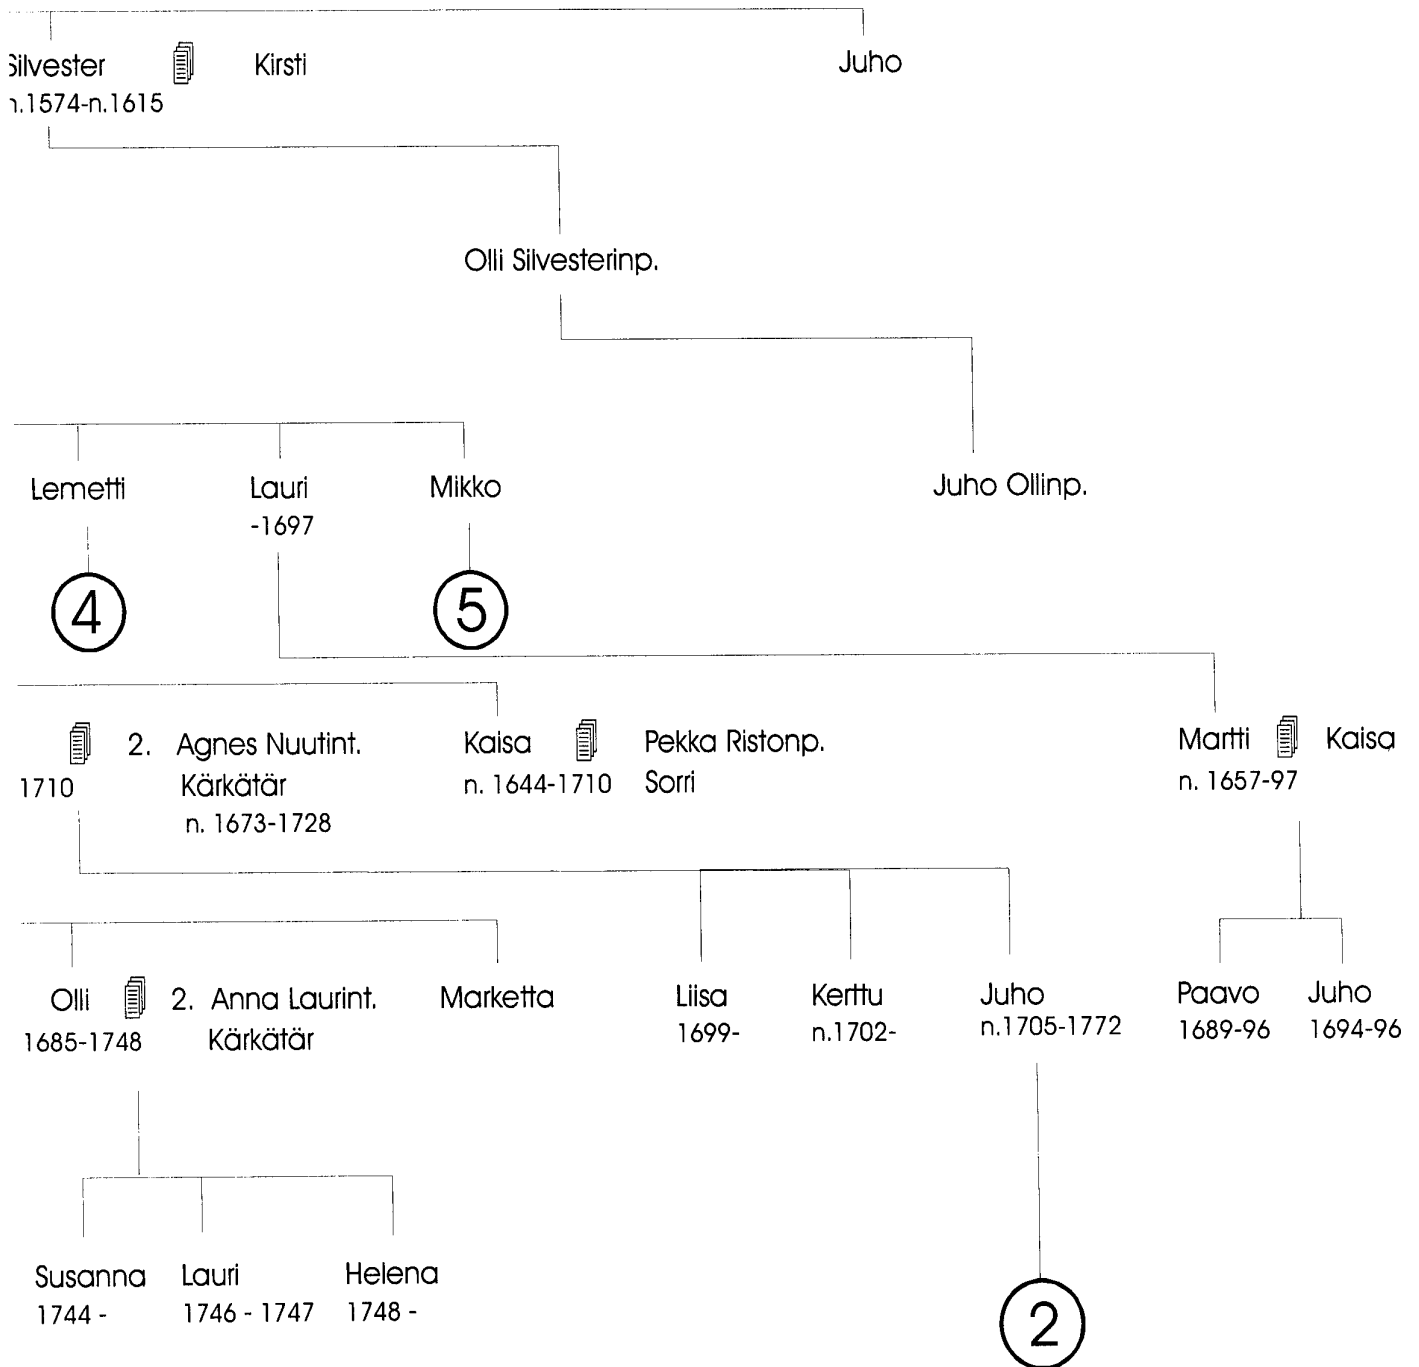 Silvester Kirsti Juho
n.1574-n.1615
Olli Silvesterinp.
Lemetti Lauri Mikko Juho Ollinp.
-1697
4 5
2. Agnes Nuutint. Kaisa Pekka Ristonp. Martti Kaisa
1710 Kärkätär n. 1644-1710 Sorri n. 1657-97
n. 1673-1728
Olli 2. Anna Laurint. Marketta Liisa Kerttu Juho Paavo Juho
1685-1748 Kärkätär 1699- n.1702- n.1705-1772 1689-96 1694-96
Susanna Lauri Helena
1744 - 1746 - 1747 1748 -
2